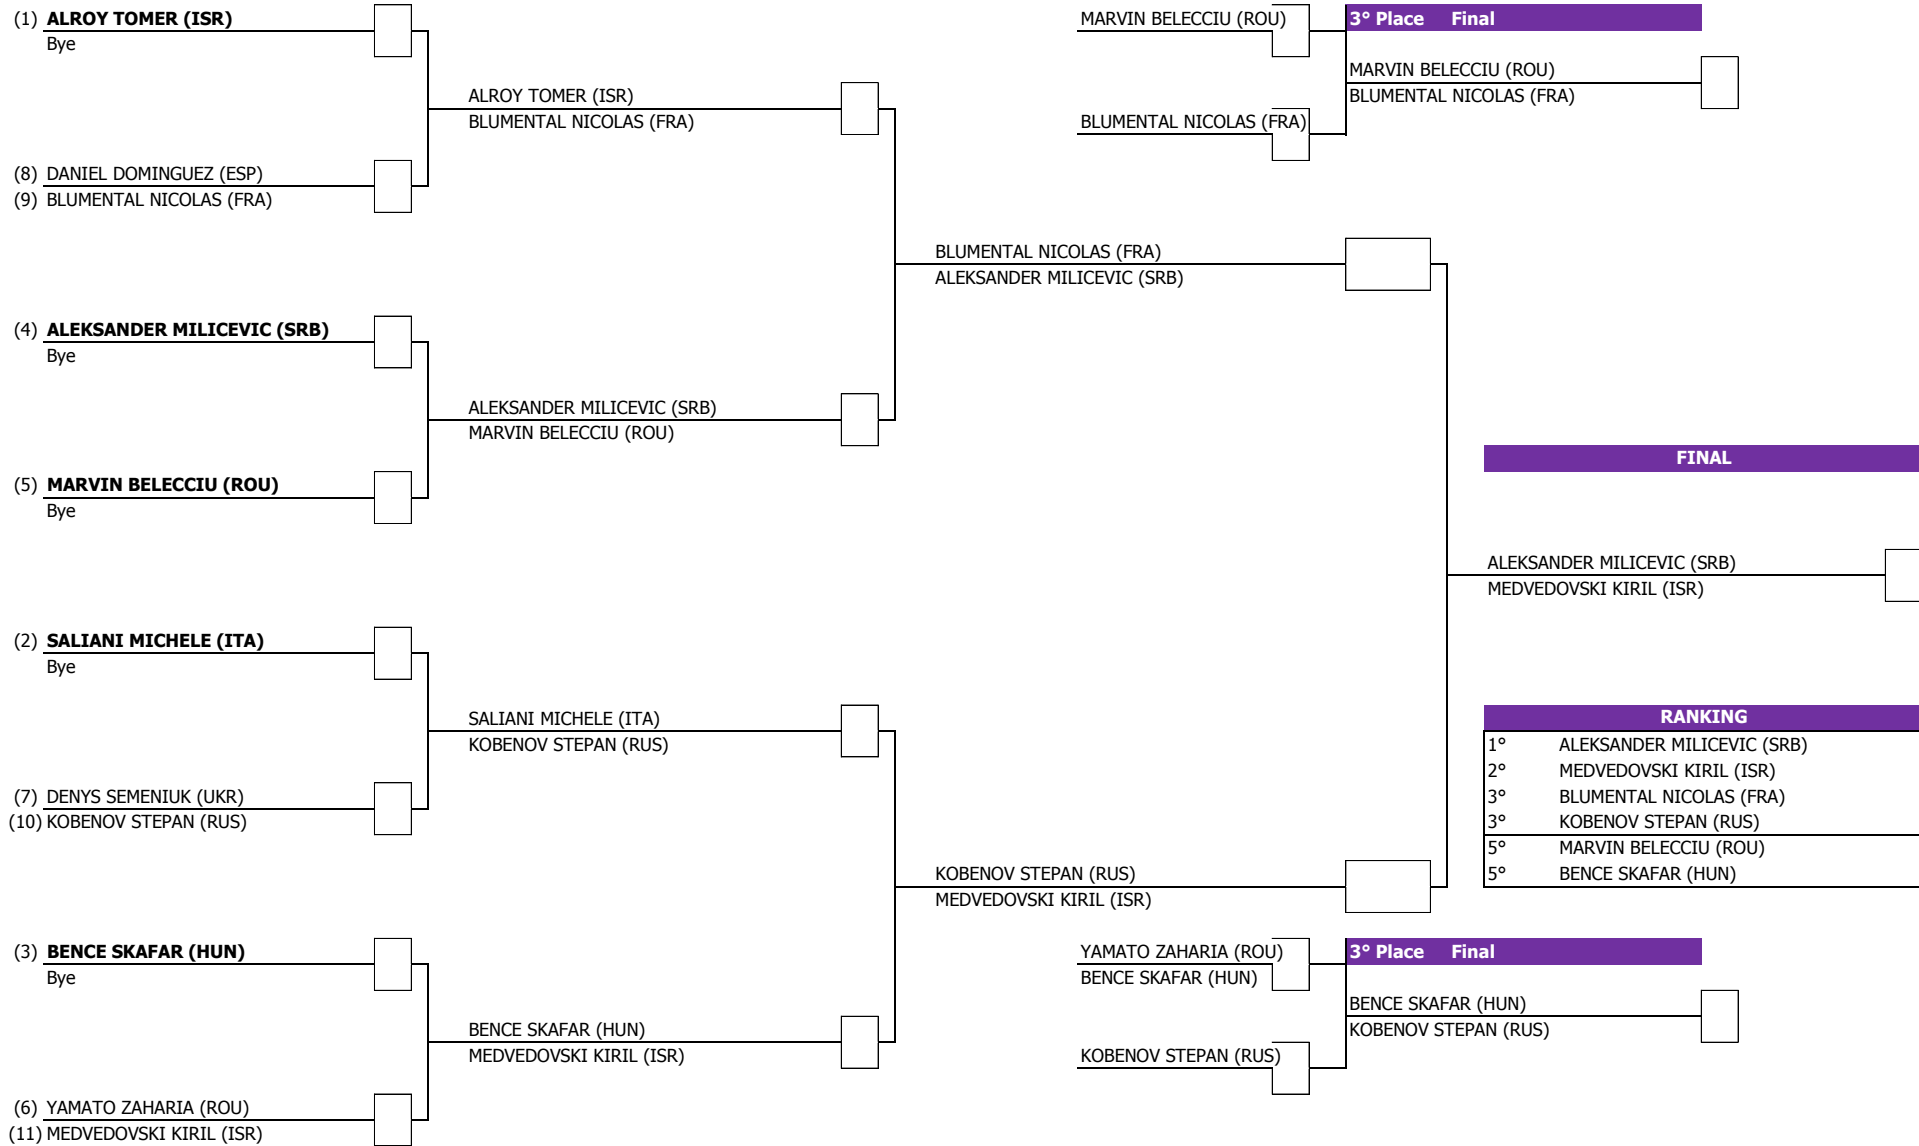 (1) ALROY TOMER (ISR)
Bye
ALROY TOMER (ISR)
BLUMENTAL NICOLAS (FRA)
(8) DANIEL DOMINGUEZ (ESP)
(9) BLUMENTAL NICOLAS (FRA)
BLUMENTAL NICOLAS (FRA)
ALEKSANDER MILICEVIC (SRB)
(4) ALEKSANDER MILICEVIC (SRB)
Bye
ALEKSANDER MILICEVIC (SRB)
MARVIN BELECCIU (ROU)
(5) MARVIN BELECCIU (ROU)
Bye
MARVIN BELECCIU (ROU)
3° Place Final
MARVIN BELECCIU (ROU)
BLUMENTAL NICOLAS (FRA)
BLUMENTAL NICOLAS (FRA)
FINAL
ALEKSANDER MILICEVIC (SRB)
MEDVEDOVSKI KIRIL (ISR)
(2) SALIANI MICHELE (ITA)
Bye
SALIANI MICHELE (ITA)
KOBENOV STEPAN (RUS)
(7) DENYS SEMENIUK (UKR)
(10) KOBENOV STEPAN (RUS)
KOBENOV STEPAN (RUS)
MEDVEDOVSKI KIRIL (ISR)
(3) BENCE SKAFAR (HUN)
Bye
BENCE SKAFAR (HUN)
MEDVEDOVSKI KIRIL (ISR)
(6) YAMATO ZAHARIA (ROU)
(11) MEDVEDOVSKI KIRIL (ISR)
RANKING
1° ALEKSANDER MILICEVIC (SRB)
2° MEDVEDOVSKI KIRIL (ISR)
3° BLUMENTAL NICOLAS (FRA)
3° KOBENOV STEPAN (RUS)
5° MARVIN BELECCIU (ROU)
5° BENCE SKAFAR (HUN)
YAMATO ZAHARIA (ROU)
BENCE SKAFAR (HUN)
3° Place Final
BENCE SKAFAR (HUN)
KOBENOV STEPAN (RUS)
KOBENOV STEPAN (RUS)